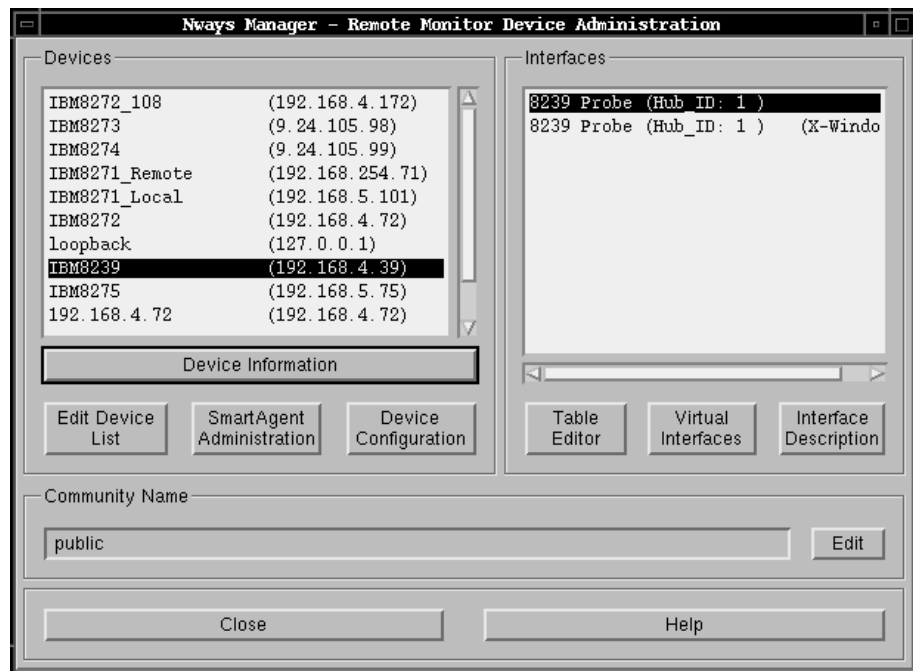 Nways Manager – Remote Monitor Device Administration
Devices
IBM8272_108 (192.168.4.172)
IBM8273 (9.24.105.98)
IBM8274 (9.24.105.99)
IBM8271_Remote (192.168.254.71)
IBM8271_Local (192.168.5.101)
IBM8272 (192.168.4.72)
loopback (127.0.0.1)
IBM8239 (192.168.4.39)
IBM8275 (192.168.5.75)
192.168.4.72 (192.168.4.72)
Device Information
Edit Device
List
SmartAgent
Administration
Device
Configuration
Interfaces
8239 Probe (Hub_ID: 1 )
8239 Probe (Hub_ID: 1 ) (X-Windo
Table
Editor
Virtual
Interfaces
Interface
Description
Community Name
public
Edit
Close
Help